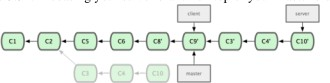 client
server
C1
C2
C5
C6
C8'
C9'
C3'
C4'
C10'
C3
C4
C10
master